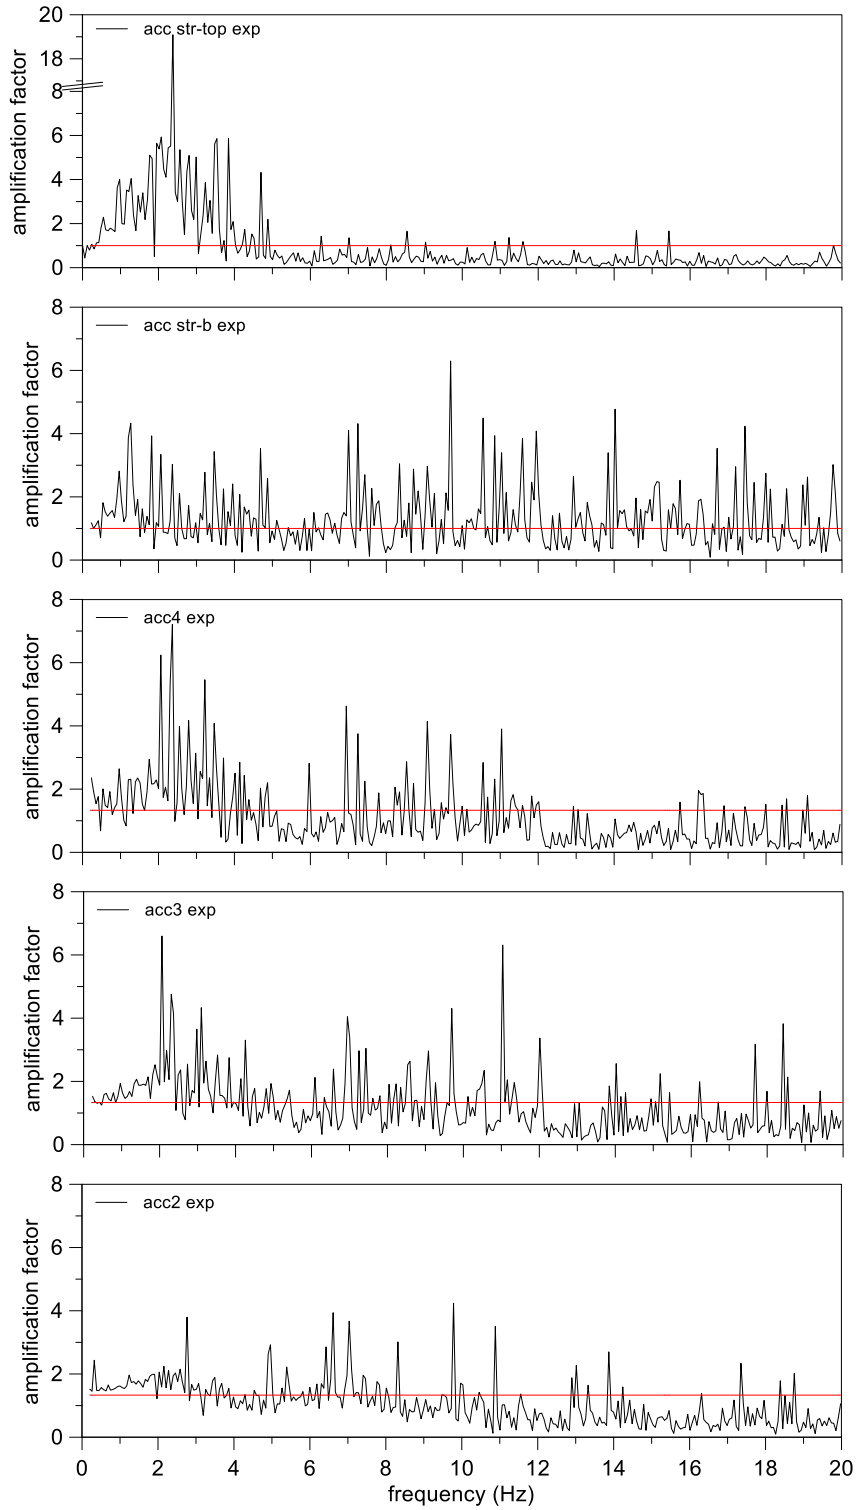 20
acc str-top exp
18
8
6
4
2
0
amplification factor
8
acc str-b exp
6
4
2
0
amplification factor
8
acc4 exp
6
4
2
0
amplification factor
8
acc3 exp
6
4
2
0
amplification factor
8
acc2 exp
6
4
2
0
amplification factor
0 2 4 6 8 10 12 14 16 18 20
frequency (Hz)